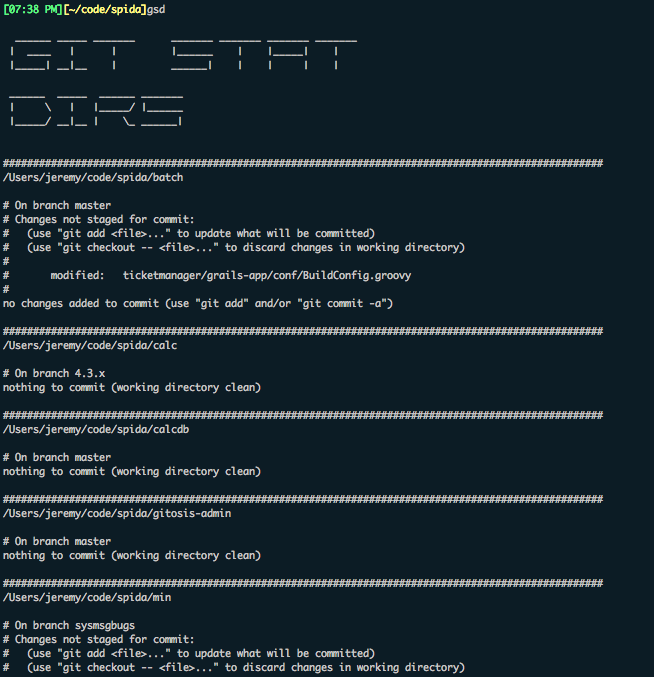 [07:38 PM][~/code/spida]gsd
GIT STAT
DIRS
####################################################################################################
/Users/jeremy/code/spida/batch
# On branch master
# Changes not staged for commit:
#   (use "git add <file>..." to update what will be committed)
#   (use "git checkout -- <file>..." to discard changes in working directory)
#
#       modified:   ticketmanager/grails-app/conf/BuildConfig.groovy
#
no changes added to commit (use "git add" and/or "git commit -a")
####################################################################################################
/Users/jeremy/code/spida/calc
# On branch 4.3.x
nothing to commit (working directory clean)
####################################################################################################
/Users/jeremy/code/spida/calcdb
# On branch master
nothing to commit (working directory clean)
####################################################################################################
/Users/jeremy/code/spida/gitosis-admin
# On branch master
nothing to commit (working directory clean)
####################################################################################################
/Users/jeremy/code/spida/min
# On branch sysmsgbugs
# Changes not staged for commit:
#   (use "git add <file>..." to update what will be committed)
#   (use "git checkout -- <file>..." to discard changes in working directory)